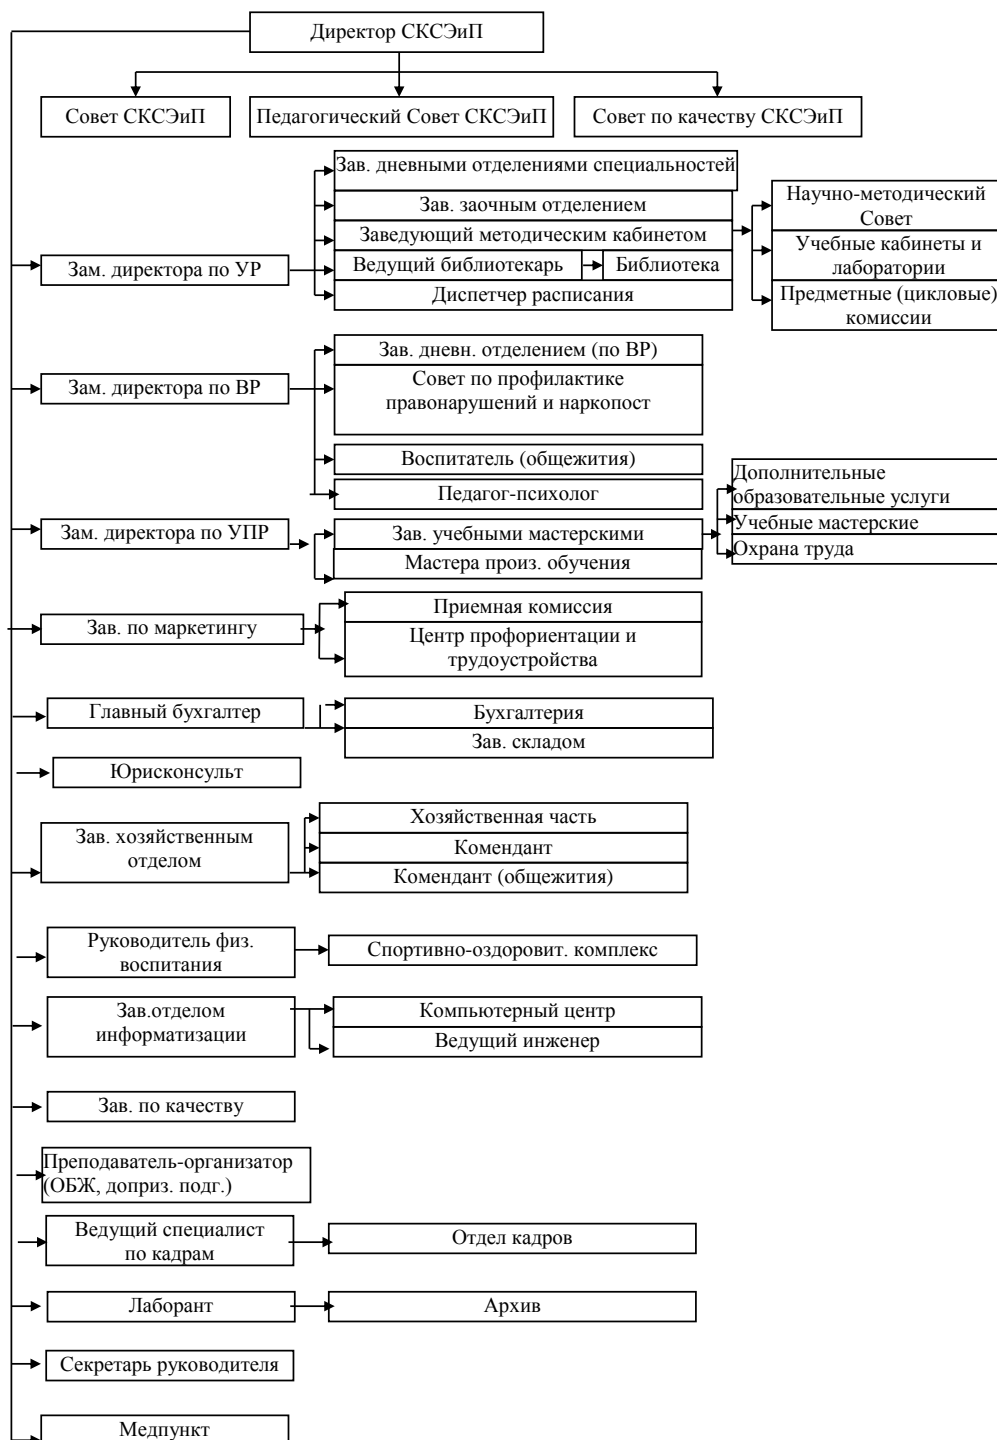 Директор СКСЭиП
Совет СКСЭиП
Педагогический Совет СКСЭиП
Совет по качеству СКСЭиП
Зам. директора по УР
Зав. дневными отделениями специальностей
Зав. заочным отделением
Заведующий методическим кабинетом
Ведущий библиотекарь
Библиотека
Диспетчер расписания
Научно-методический
Совет
Учебные кабинеты и
лаборатории
Предметные (цикловые)
комиссии
Зам. директора по ВР
Зав. дневн. отделением (по ВР)
Совет по профилактике
правонарушений и наркопост
Воспитатель (общежития)
Педагог-психолог
Зам. директора по УПР
Зав. учебными мастерскими
Мастера произ. обучения
Дополнительные
образовательные услуги
Учебные мастерские
Охрана труда
Зав. по маркетингу
Приемная комиссия
Центр профориентации и
трудоустройства
Главный бухгалтер
Бухгалтерия
Зав. складом
Юрисконсульт
Зав. хозяйственным
отделом
Хозяйственная часть
Комендант
Комендант (общежития)
Руководитель физ.
воспитания
Спортивно-оздоровит. комплекс
Зав.отделом
информатизации
Компьютерный центр
Ведущий инженер
Зав. по качеству
Преподаватель-организатор
(ОБЖ, доприз. подг.)
Ведущий специалист
по кадрам
Отдел кадров
Лаборант
Архив
Секретарь руководителя
Медпункт